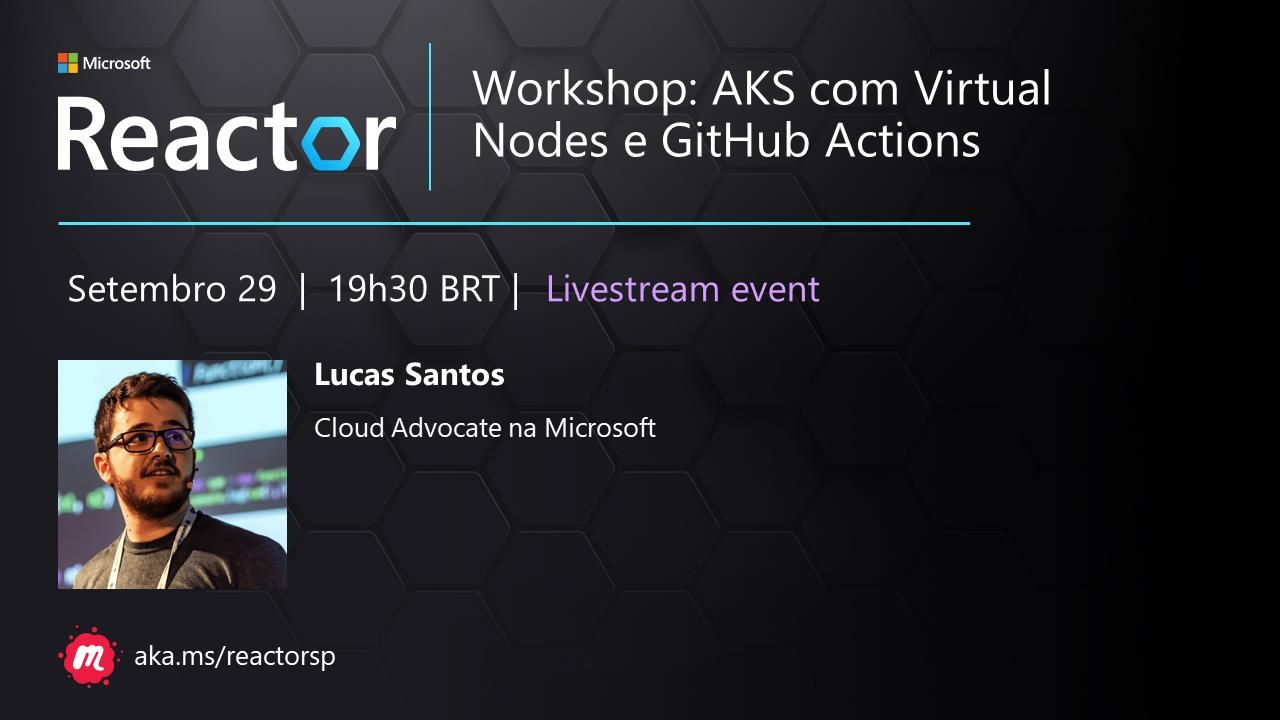 Microsoft
Reactor
Workshop: AKS com Virtual
Nodes e GitHub Actions
Setembro 29 | 19h30 BRT | Livestream event
Lucas Santos
Cloud Advocate na Microsoft
m
aka.ms/reactorsp